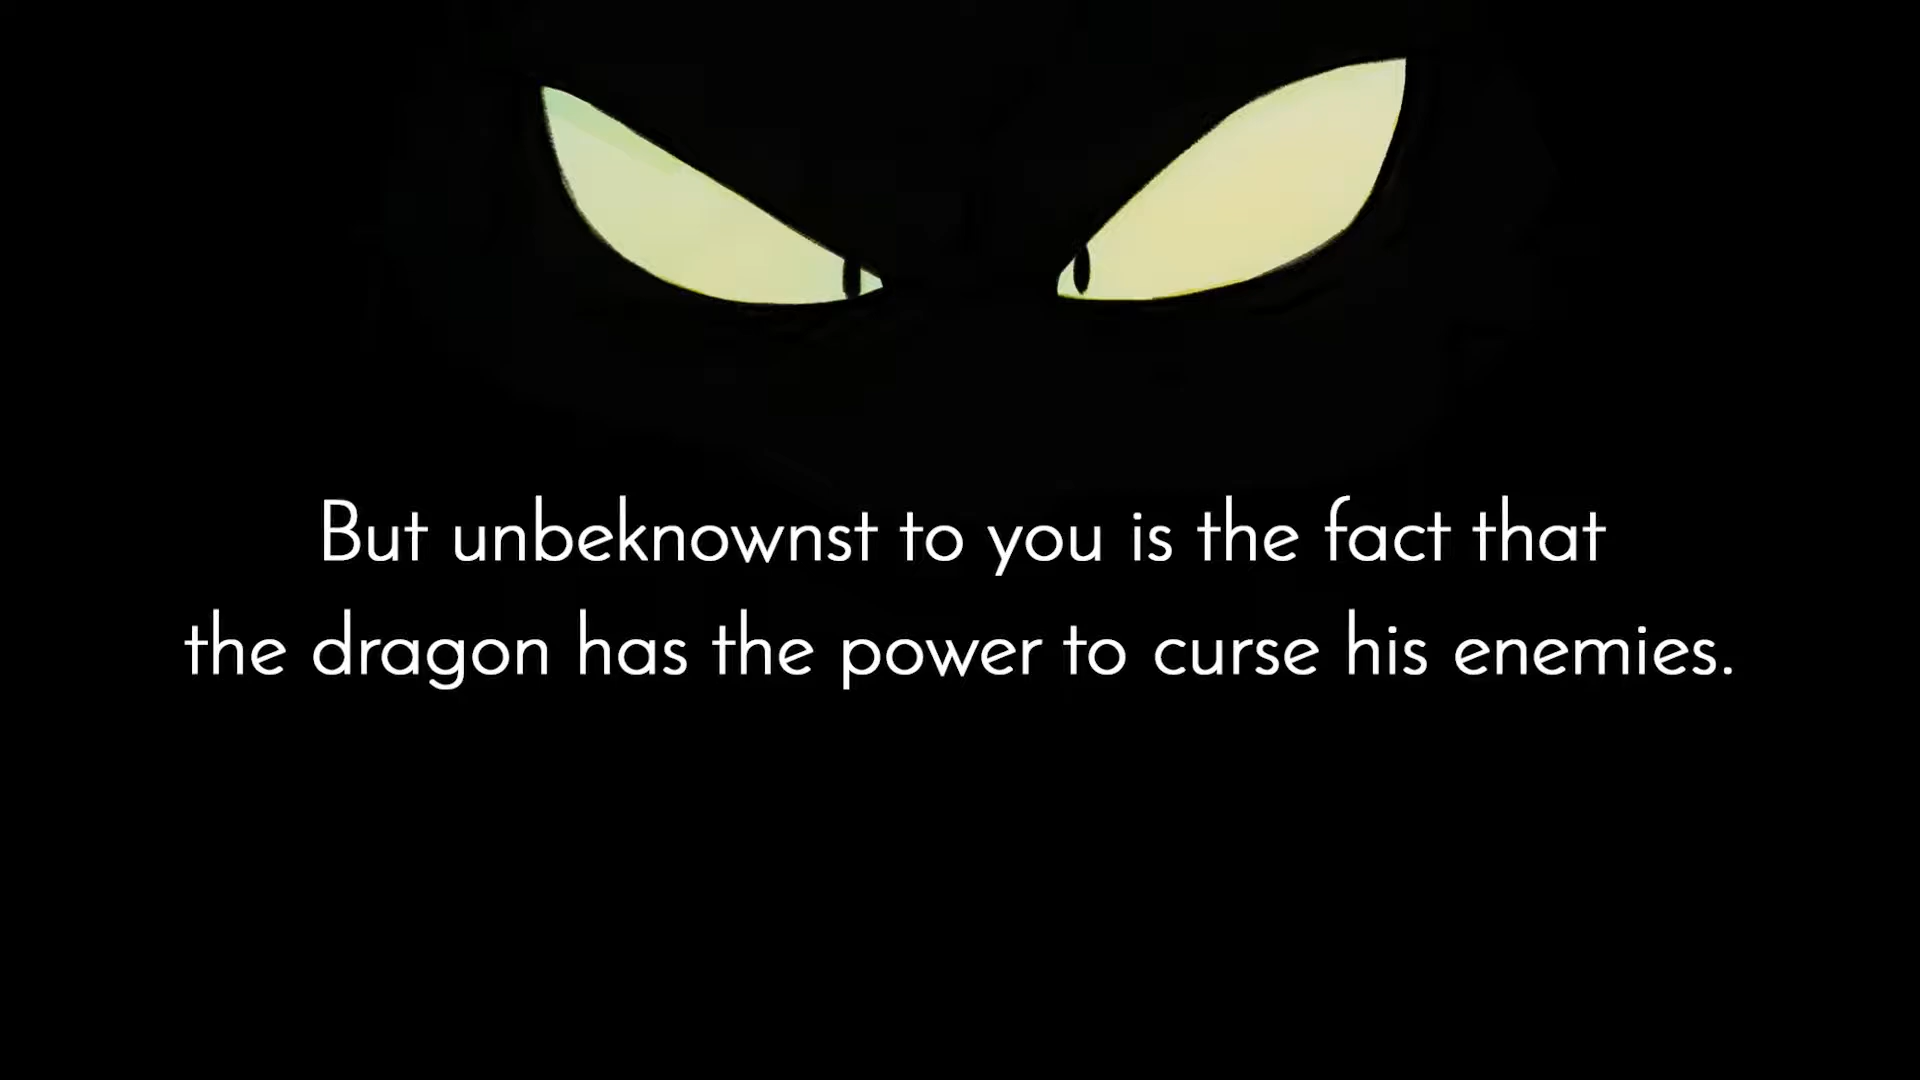 But unbeknownst to you is the fact that
the dragon has the power to curse his enemies.